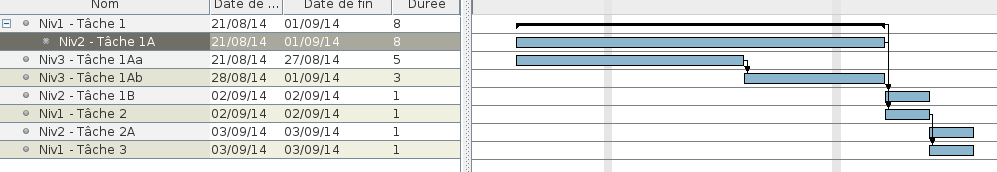 Nom Date de ... Date de fin Durée
Niv1 - Tâche 1 21/08/14 01/09/14 8
Niv2 - Tâche 1A 21/08/14 01/09/14 8
Niv3 - Tâche 1Aa 21/08/14 27/08/14 5
Niv3 - Tâche 1Ab 28/08/14 01/09/14 3
Niv2 - Tâche 1B 02/09/14 02/09/14 1
Niv1 - Tâche 2 02/09/14 02/09/14 1
Niv2 - Tâche 2A 03/09/14 03/09/14 1
Niv1 - Tâche 3 03/09/14 03/09/14 1